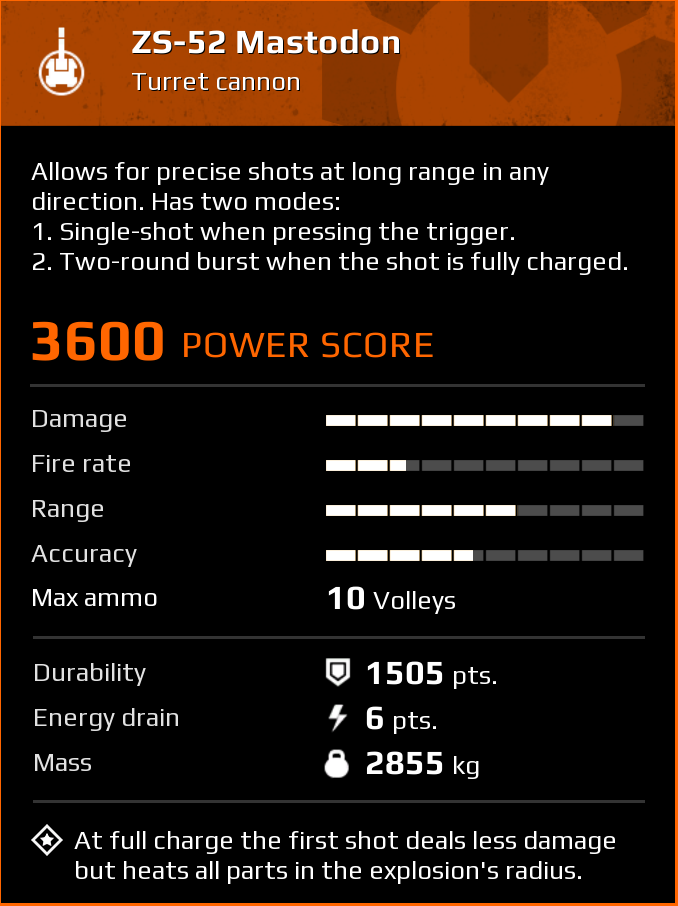 ZS-52 Mastodon
Turret cannon
Allows for precise shots at long range in any
direction. Has two modes:
1. Single-shot when pressing the trigger.
2. Two-round burst when the shot is fully charged.
3600 POWER SCORE
Damage
Fire rate
Range
Accuracy
Max ammo 10 Volleys
Durability 1505 pts.
Energy drain 6 pts.
Mass 2855 kg
At full charge the first shot deals less damage
but heats all parts in the explosion's radius.